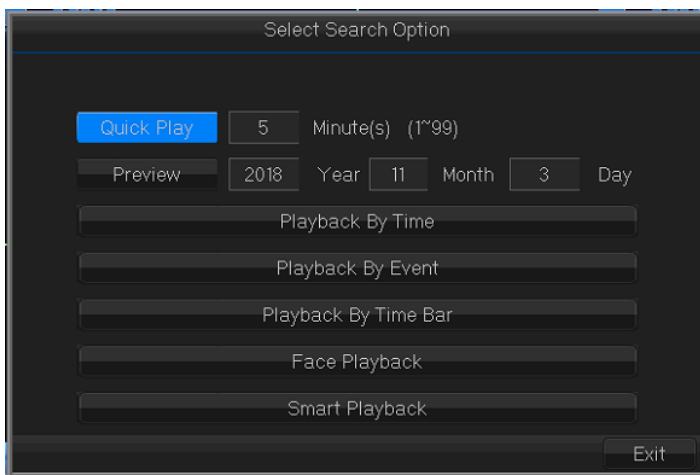 Select Search Option
Quick Play 5 Minute(s) (1~99)
Preview 2018 Year 11 Month 3 Day
Playback By Time
Playback By Event
Playback By Time Bar
Face Playback
Smart Playback
Exit